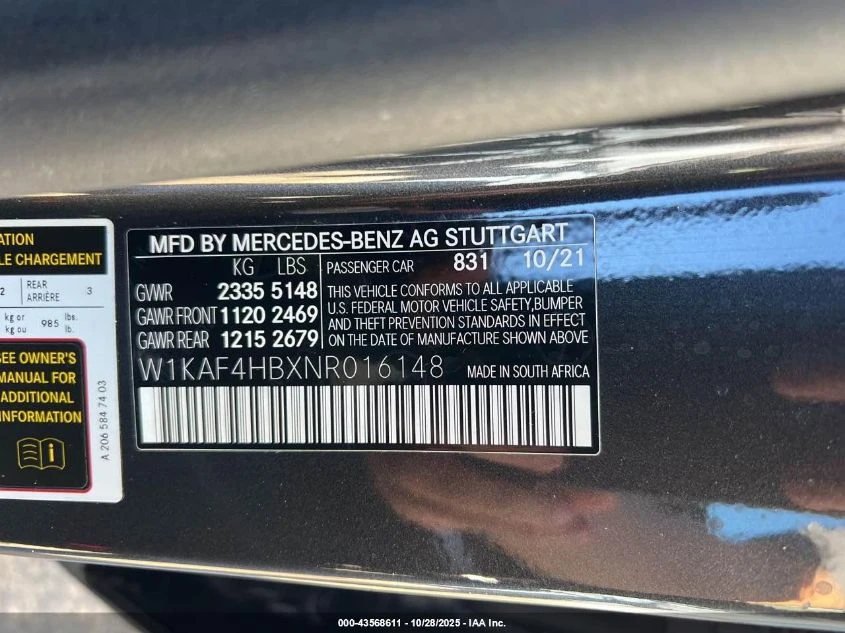 ATION
LE CHARGEMENT
2 REAR ARRIÈRE 3
kg or kg ou 985 lbs. lb.
SEE OWNER'S
MANUAL FOR
ADDITIONAL
INFORMATION
A 206 584 74 03
MFD BY MERCEDES-BENZ AG STUTTGART
KG LBS PASSENGER CAR 831 10/21
GVWR 2335 5148
GAWR FRONT 1120 2469
GAWR REAR 1215 2679
THIS VEHICLE CONFORMS TO ALL APPLICABLE
U.S. FEDERAL MOTOR VEHICLE SAFETY, BUMPER
AND THEFT PREVENTION STANDARDS IN EFFECT
ON THE DATE OF MANUFACTURE SHOWN ABOVE
W1KAF4HBXNR016148 MADE IN SOUTH AFRICA
000-43568611 - 10/28/2025 - IAA Inc.